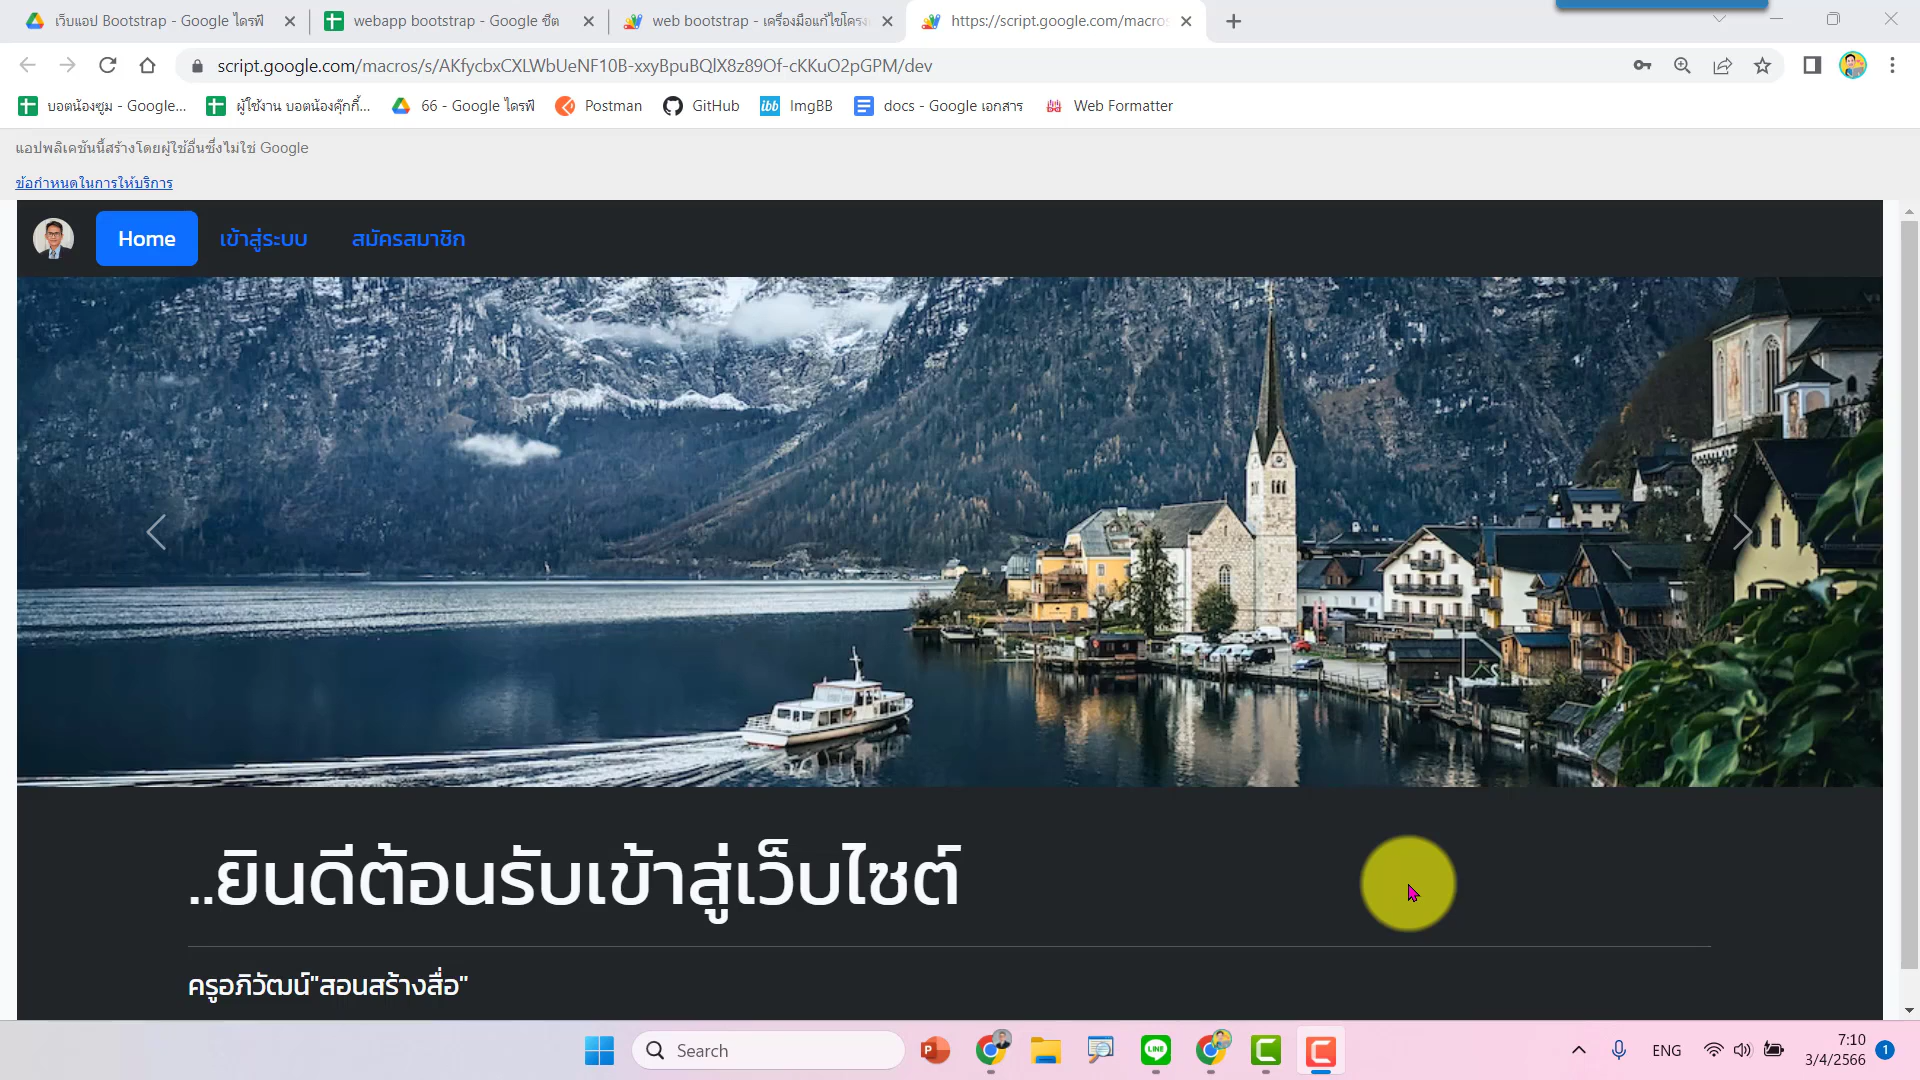 เว็บแอป Bootstrap - Google ไดรฟ์
webapp bootstrap - Google ชีต
web bootstrap - เครื่องมือแก้ไขโครง
https://script.google.com/macros
script.google.com/macros/s/AKfycbxCXLWbUeNF10B-xxyBpuBQlX8z89Of-cKKuO2pGPM/dev
บอตน้องซูม - Google...
ผู้ใช้งาน บอตน้องคุ๊กกี้...
66 - Google ไดรฟ์
Postman
GitHub
ibb ImgBB
docs - Google เอกสาร
Web Formatter
แอปพลิเคชันนี้สร้างโดยผู้ใช้อื่นซึ่งไม่ใช่ Google
ข้อกำหนดในการให้บริการ
Home
เข้าสู่ระบบ
สมัครสมาชิก
..ยินดีต้อนรับเข้าสู่เว็บไซต์
ครูอภิวัฒน์"สอนสร้างสื่อ"
Search
LINE
ENG
7:10
3/4/2566
1